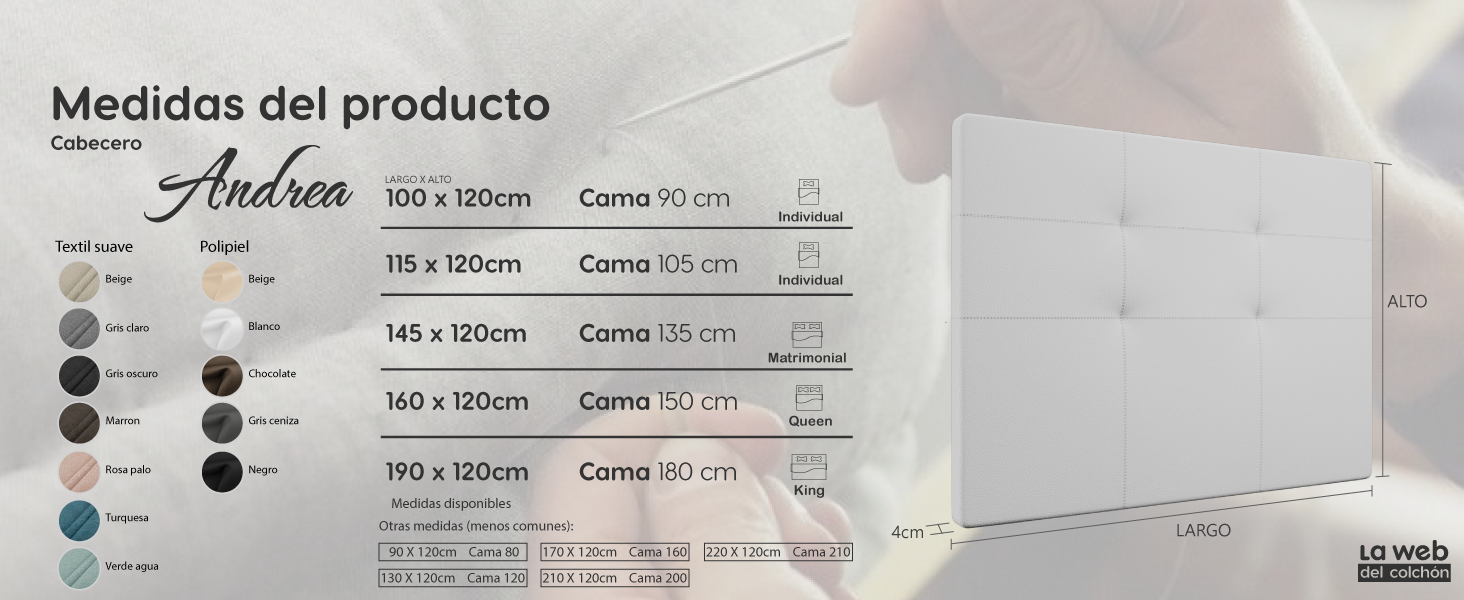 Medidas del producto
Cabecero
Andrea
Textil suave
Beige
Gris claro
Gris oscuro
Marron
Rosa palo
Turquesa
Verde agua
Polipiel
Beige
Blanco
Chocolate
Gris ceniza
Negro
LARGO X ALTO
100 x 120cm Cama 90 cm Individual
115 x 120cm Cama 105 cm Individual
145 x 120cm Cama 135 cm Matrimonial
160 x 120cm Cama 150 cm Queen
190 x 120cm Cama 180 cm King
Medidas disponibles
Otras medidas (menos comunes):
90 X 120cm Cama 80
170 X 120cm Cama 160
220 X 120cm Cama 210
130 X 120cm Cama 120
210 X 120cm Cama 200
ALTO
LARGO
4cm
La web
del colchón